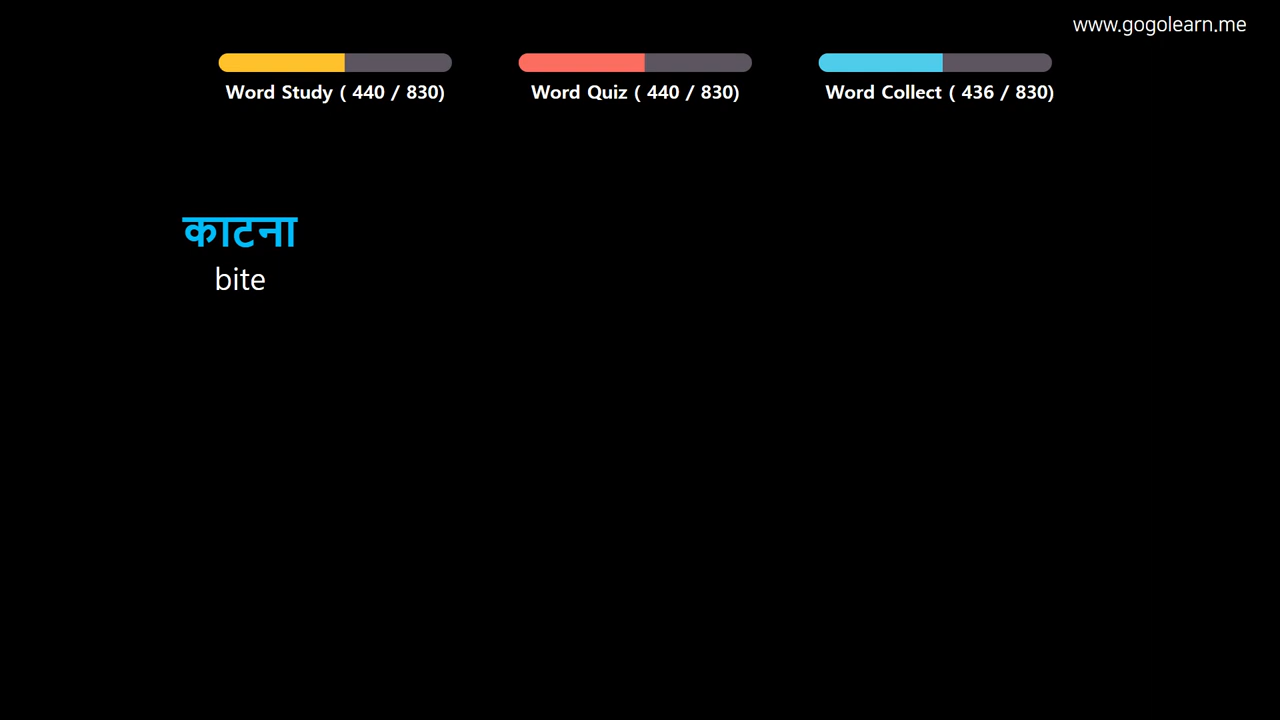 www.gogolearn.me
Word Study ( 440 / 830)
Word Quiz ( 440 / 830)
Word Collect ( 436 / 830)
काटना
bite